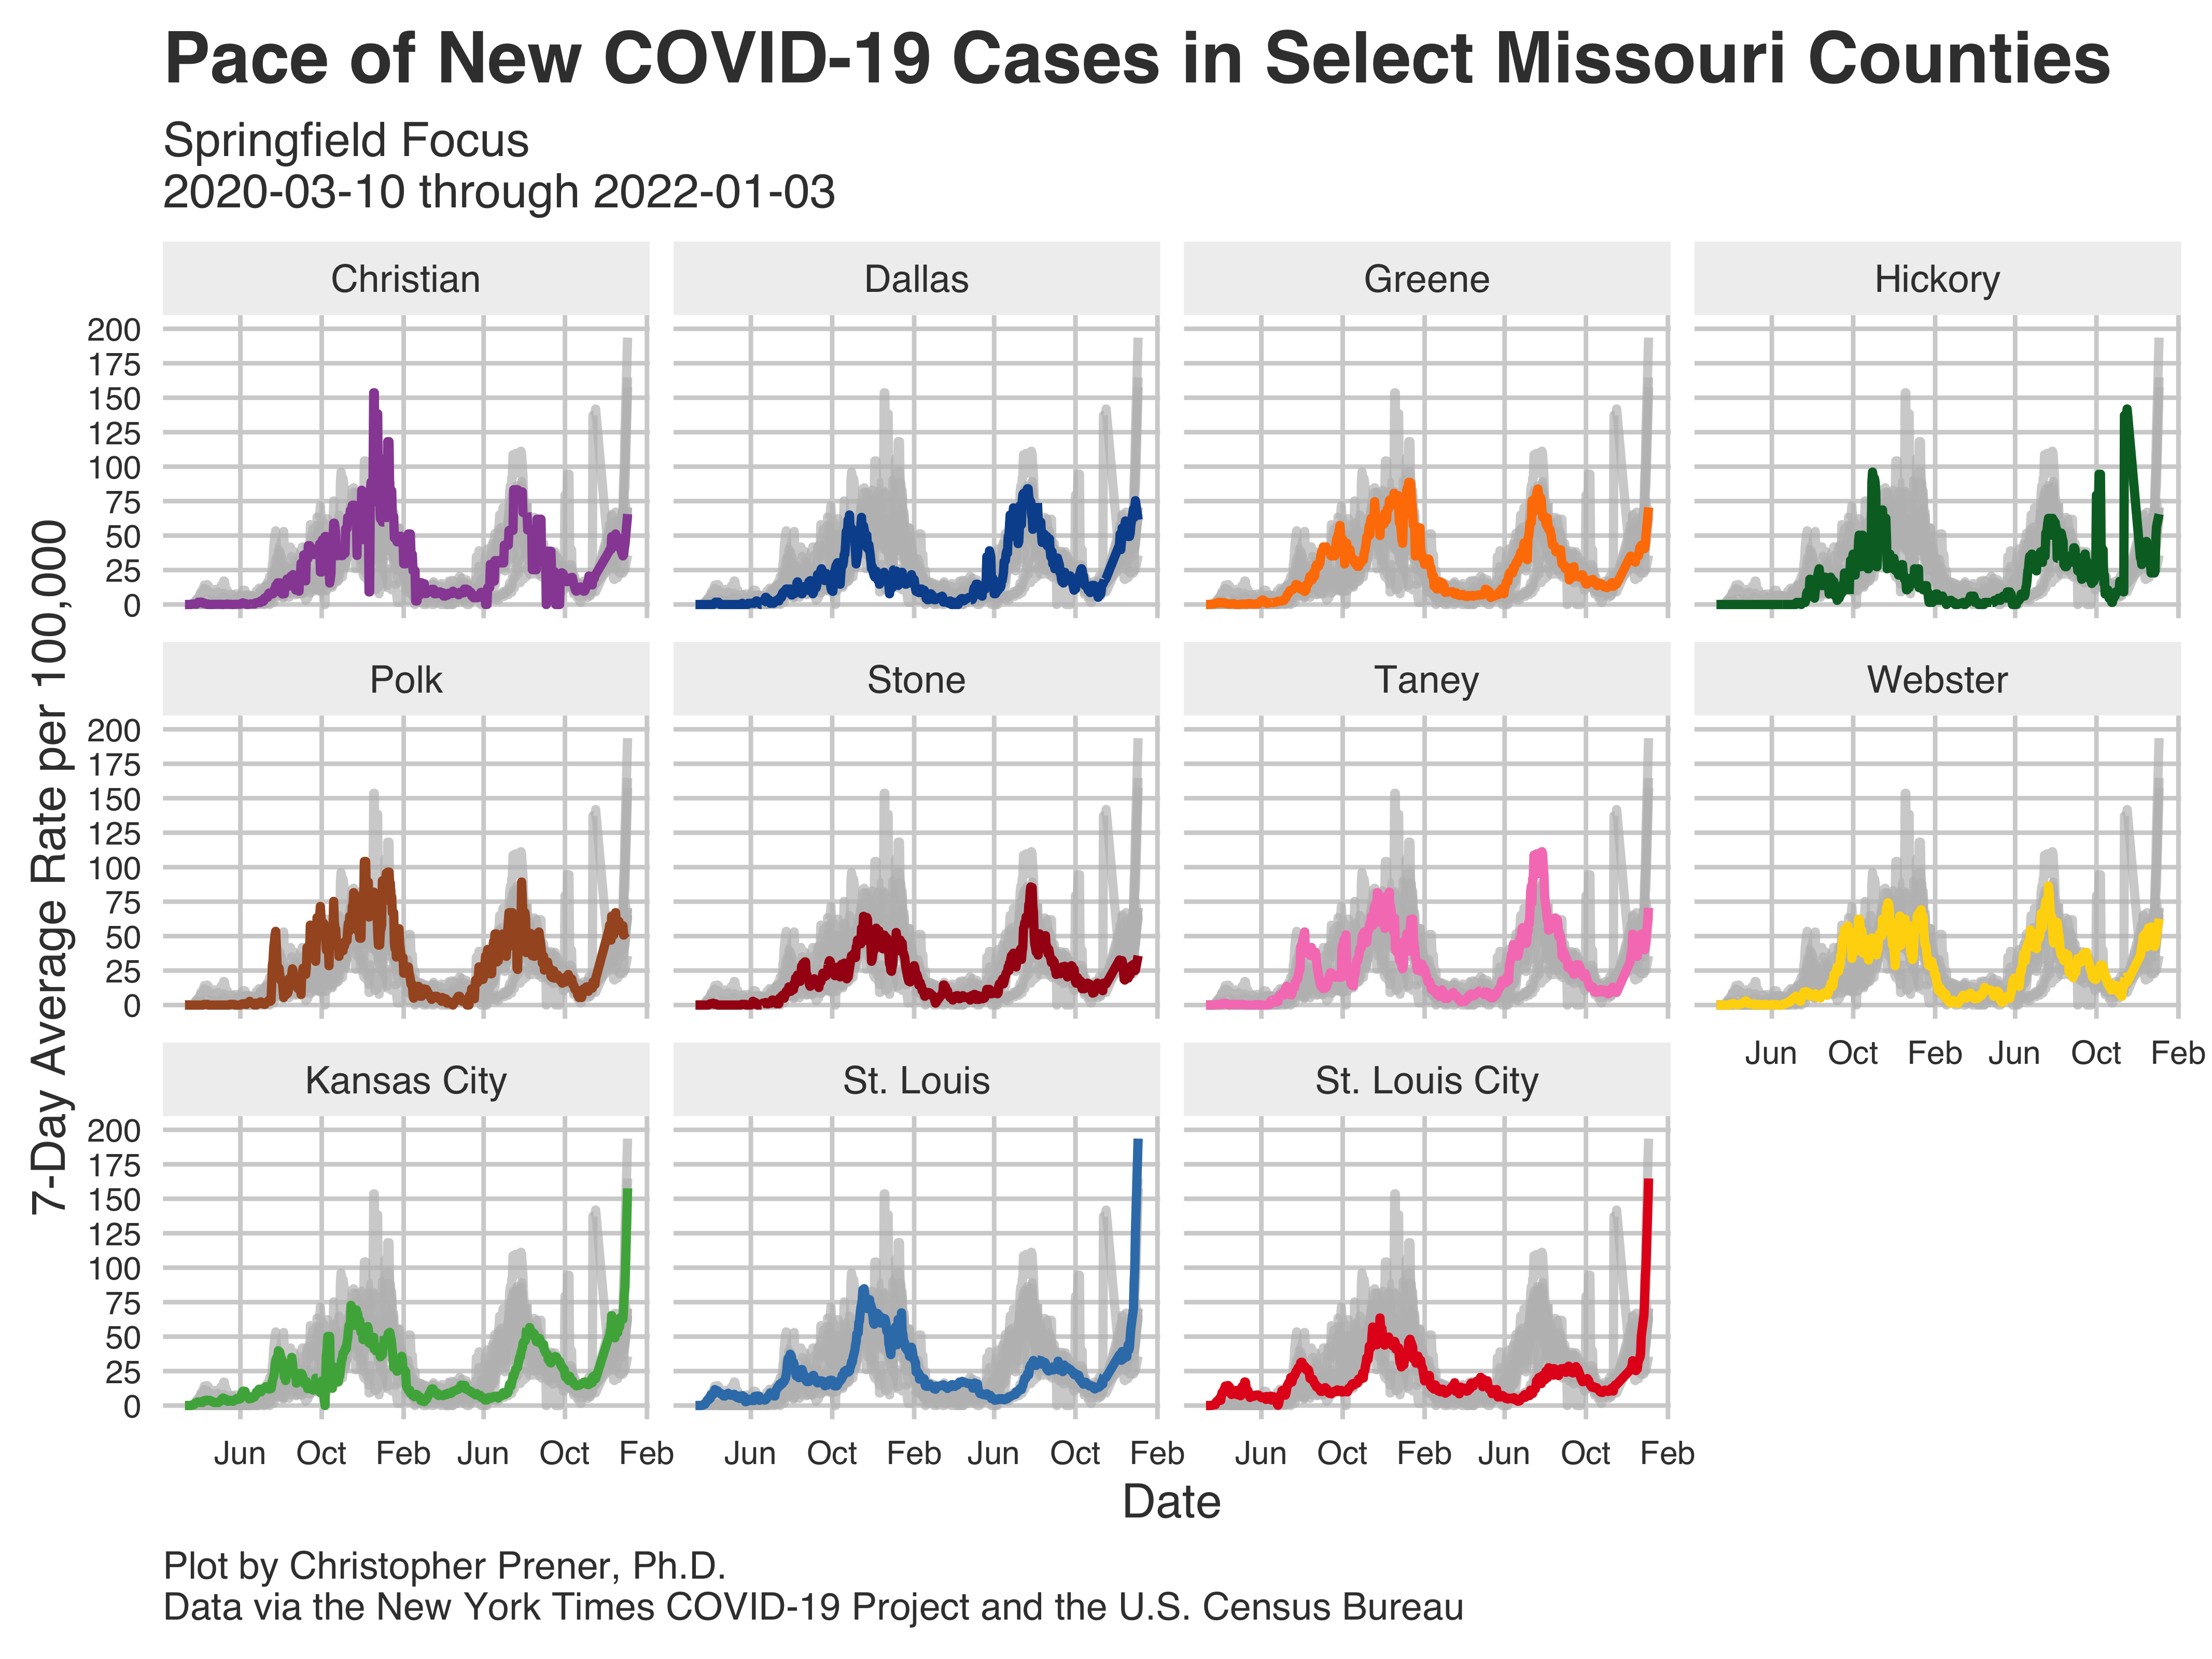 Pace of New COVID-19 Cases in Select Missouri Counties
Springfield Focus
2020-03-10 through 2022-01-03
Christian Dallas Greene Hickory
200
175
150
125
100
75
50
25
0
Polk Stone Taney Webster
200
175
150
125
100
75
50
25
0
Jun Oct Feb Jun Oct Feb
Kansas City St. Louis St. Louis City
200
175
150
125
100
75
50
25
0
Jun Oct Feb Jun Oct Feb Jun Oct Feb Jun Oct Feb Jun Oct Feb Jun Oct Feb
7-Day Average Rate per 100,000
Date
Plot by Christopher Prener, Ph.D.
Data via the New York Times COVID-19 Project and the U.S. Census Bureau